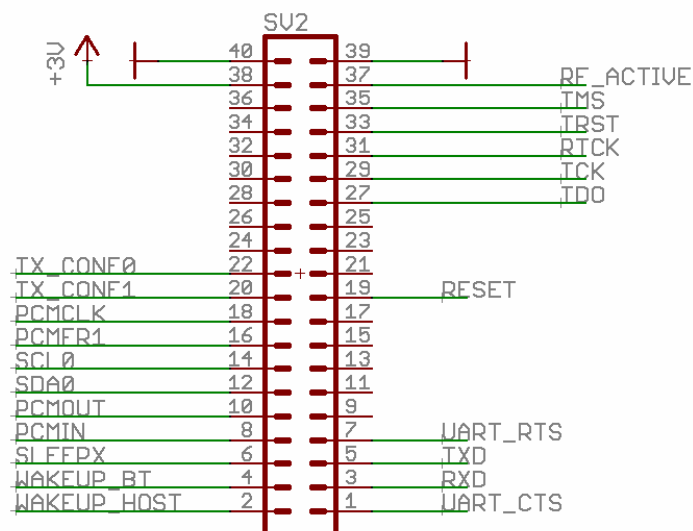 SV2
+3V
40 39
38 37 RF_ACTIVE
36 35 TMS
34 33 TRST
32 31 RTCK
30 29 TCK
28 27 TDO
26 25
24 23
TX_CONF0 22 21
TX_CONF1 20 19 RESET
PCMCLK 18 17
PCMFR1 16 15
SCL0 14 13
SDA0 12 11
PCMOUT 10 9
PCMIN 8 7 UART_RTS
SLEEPX 6 5 TXD
WAKEUP_BT 4 3 RXD
WAKEUP_HOST 2 1 UART_CTS